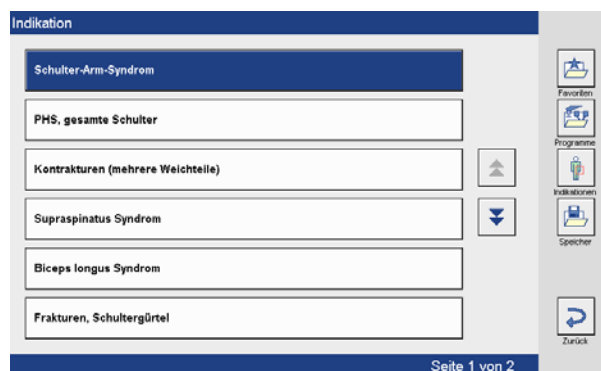 Indikation
Schulter-Arm-Syndrom
PHS, gesamte Schulter
Kontrakturen (mehrere Weichteile)
Supraspinatus Syndrom
Biceps longus Syndrom
Frakturen, Schultergürtel
Seite 1 von 2
Favoriten
Programme
Indikationen
Speicher
Zurück